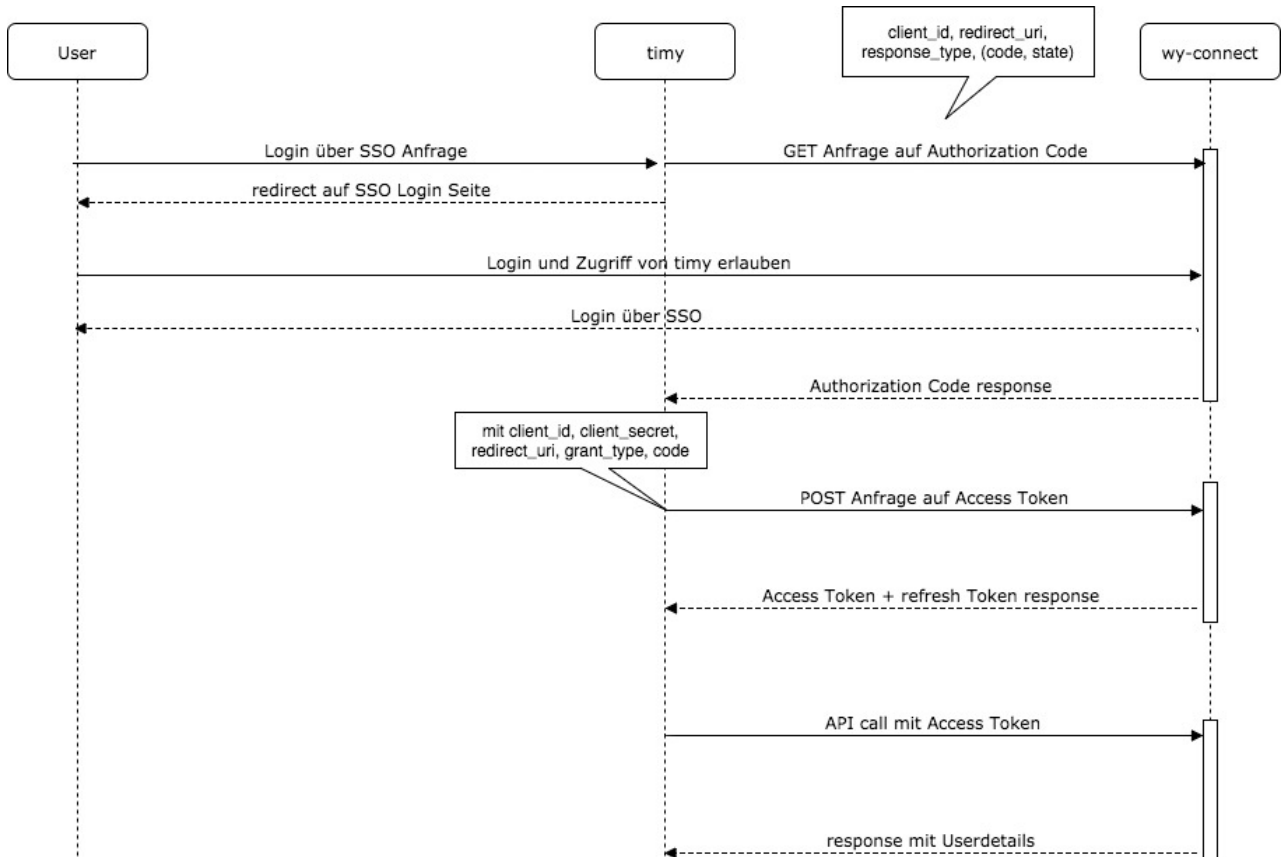 User
timy
client_id, redirect_uri,
response_type, (code, state)
wy-connect
Login über SSO Anfrage
GET Anfrage auf Authorization Code
redirect auf SSO Login Seite
Login und Zugriff von timy erlauben
Login über SSO
Authorization Code response
mit client_id, client_secret,
redirect_uri, grant_type, code
POST Anfrage auf Access Token
Access Token + refresh Token response
API call mit Access Token
response mit Userdetails